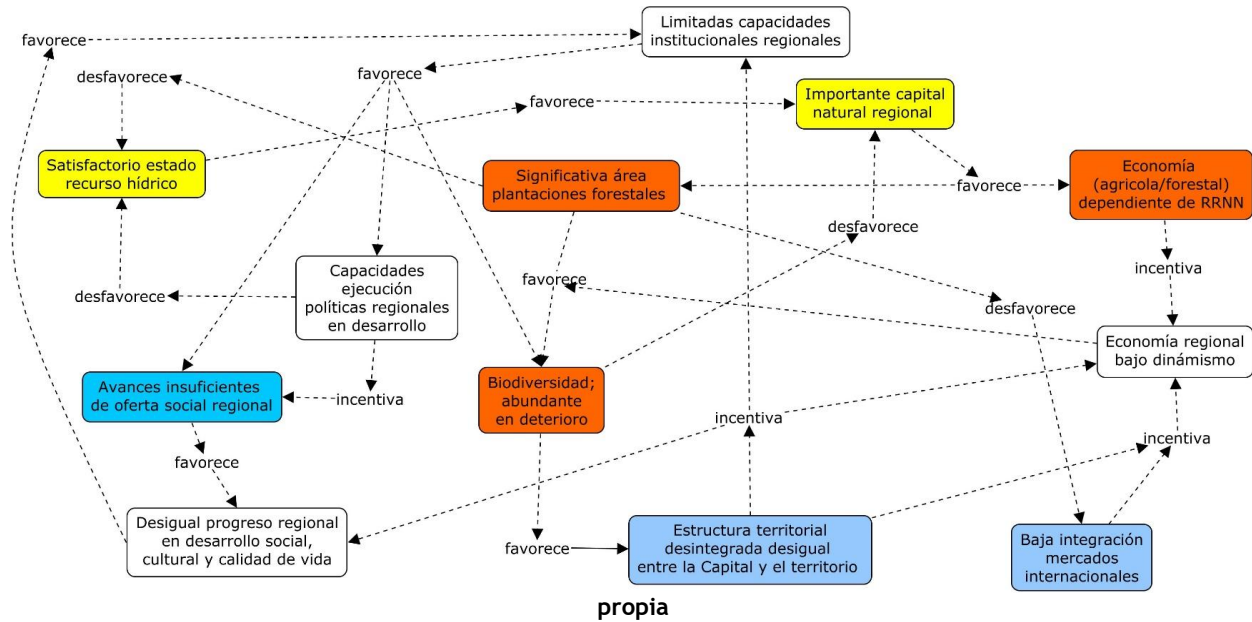 Limitadas capacidades
institucionales regionales
favorece
desfavorece
favorece
favorece
Importante capital
natural regional
Satisfactorio estado
recurso hídrico
Significativa área
plantaciones forestales
favorece
Economía
(agricola/forestal)
dependiente de RRNN
desfavorece
Capacidades
ejecución
políticas regionales
en desarrollo
desfavorece
favorece
incentiva
desfavorece
Economía regional
bajo dinámismo
Avances insuficientes
de oferta social regional
incentiva
Biodiversidad;
abundante
en deterioro
incentiva
incentiva
favorece
Desigual progreso regional
en desarrollo social,
cultural y calidad de vida
favorece
Estructura territorial
desintegrada desigual
entre la Capital y el territorio
Baja integración
mercados
internacionales
propia